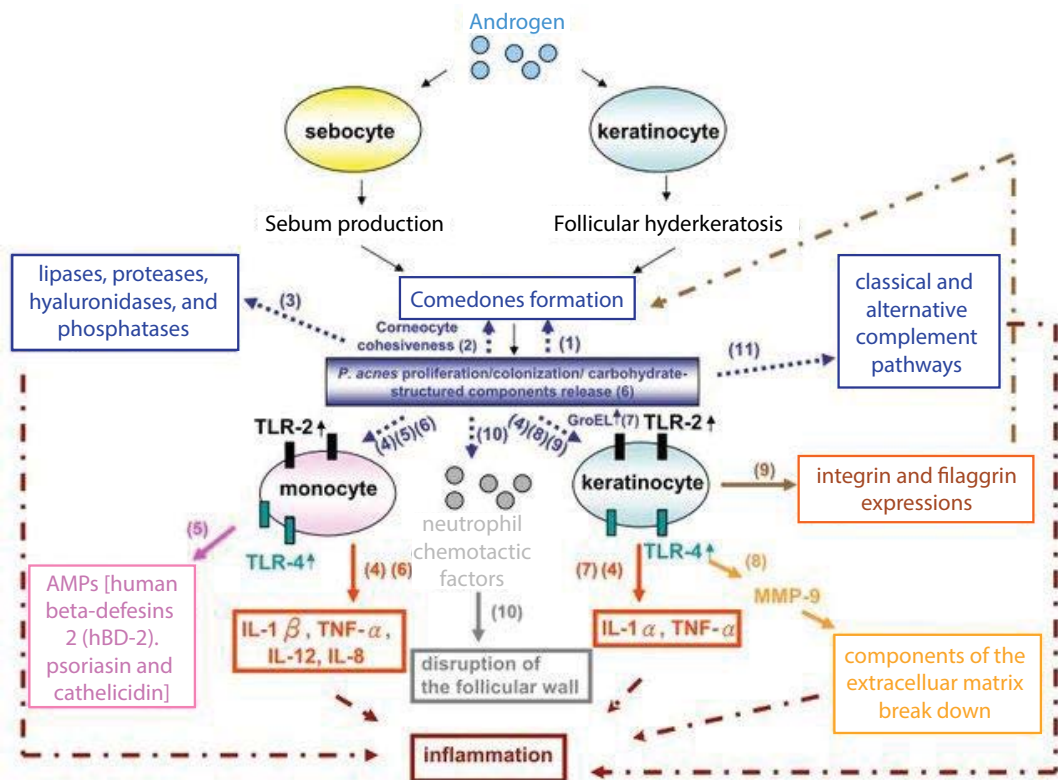 Androgen
sebocyte
keratinocyte
Sebum production
Follicular hyderkeratosis
lipases, proteases,
hyaluronidases, and
phosphatases
(3)
Comedones formation
classical and
alternative
complement
pathways
Corneocyte
cohesiveness (2)
(1)
(11)
P. acnes proliferation/colonization/ carbohydrate-
structured components release (6)
TLR-2
(4)(5)(6)
(10)
(4)(8)(9)
GroEL (7)
TLR-2
monocyte
keratinocyte
(9)
integrin and filaggrin
expressions
neutrophil
chemotactic
factors
(5)
TLR-4
TLR-4
(8)
(4) (6)
(7) (4)
MMP-9
AMPs [human
beta-defesins
2 (hBD-2).
psoriasin and
cathelicidin]
IL-1 β, TNF-α,
IL-12, IL-8
(10)
IL-1 α, TNF-α
disruption of
the follicular wall
components of the
extracelluar matrix
break down
inflammation